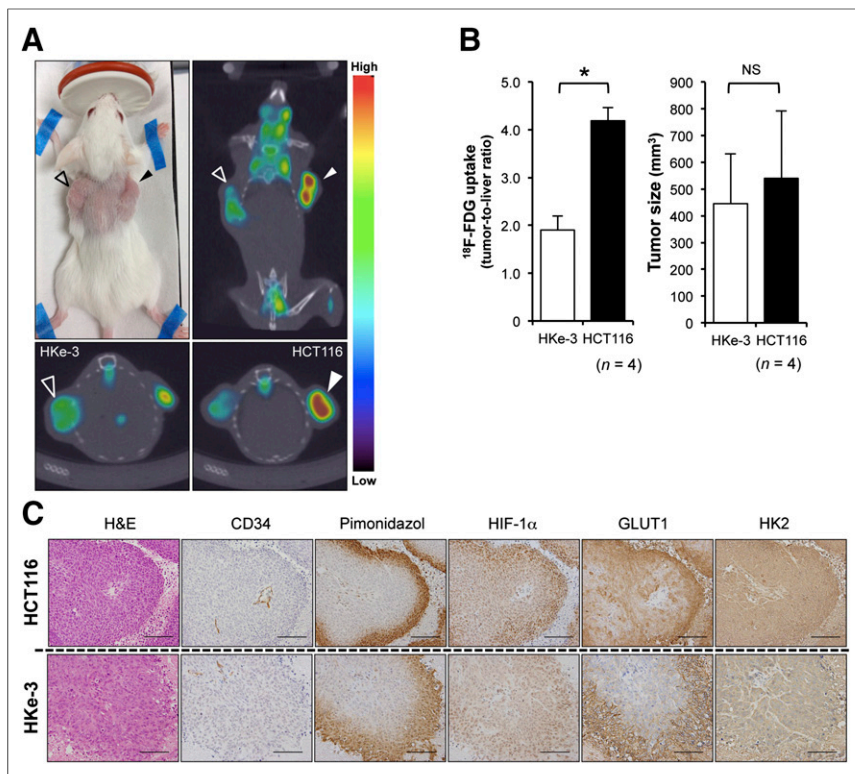 A
High
HKe-3
HCT116
Low
B
¹⁸F-FDG uptake
(tumor-to-liver ratio)
5.0
4.0
3.0
2.0
1.0
0
*
HKe-3 HCT116
(n = 4)
Tumor size (mm³)
900
800
700
600
500
400
300
200
100
0
NS
HKe-3 HCT116
(n = 4)
C
H&E CD34 Pimonidazol HIF-1α GLUT1 HK2
HCT116
HKe-3